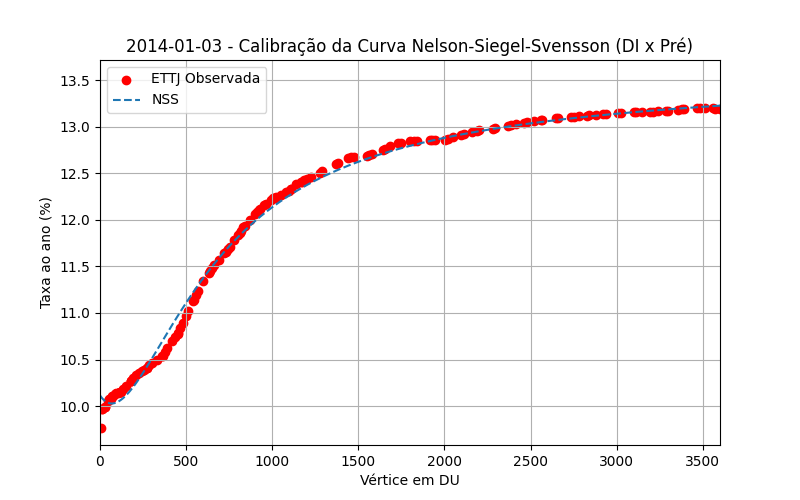 2014-01-03 - Calibração da Curva Nelson-Siegel-Svensson (DI x Pré)
ETTJ Observada
NSS
Taxa ao ano (%)
13.5
13.0
12.5
12.0
11.5
11.0
10.5
10.0
0 500 1000 1500 2000 2500 3000 3500
Vértice em DU